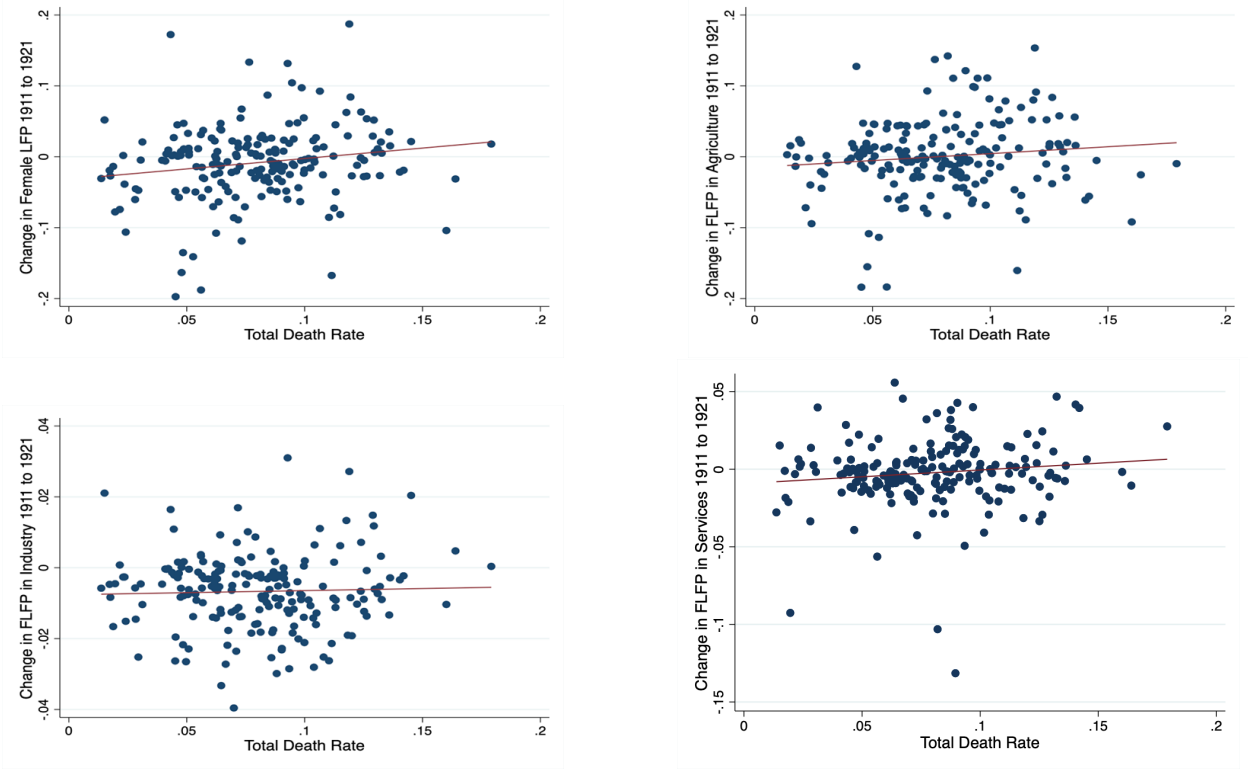 Change in Female LFP 1911 to 1921
.2
.1
0
-.1
-.2
0 .05 .1 .15 .2
Total Death Rate
Change in FLFP in Agriculture 1911 to 1921
.2
.1
0
-.1
-.2
0 .05 .1 .15 .2
Total Death Rate
Change in FLFP in Industry 1911 to 1921
.04
.02
0
-.02
-.04
0 .05 .1 .15 .2
Total Death Rate
Change in FLFP in Services 1911 to 1921
.05
0
-.05
-.1
-.15
0 .05 .1 .15 .2
Total Death Rate